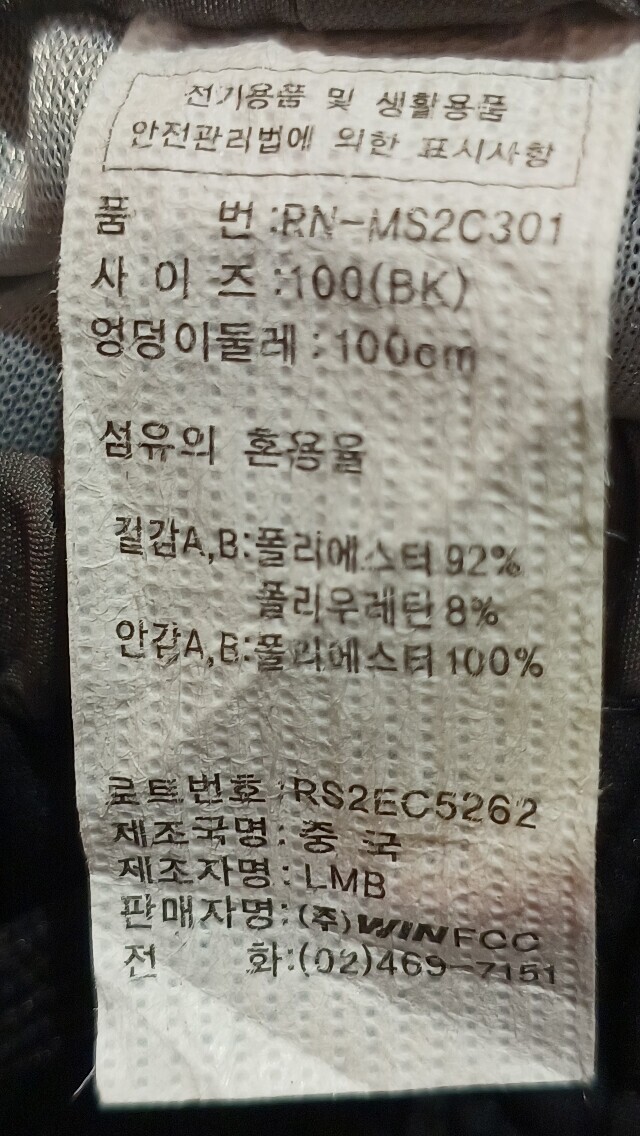 전기용품 및 생활용품
안전관리법에 의한 표시사항
품 번:RN-MS2C301
사 이 즈:100(BK)
엉덩이둘레:100cm
섬유의 혼용율
겉감A,B:폴리에스터 92%
폴리우레탄 8%
안감A,B:폴리에스터 100%
로트번호:RS2EC5262
제조국명:중 국
제조자명:LMB
판매자명:(주)WINFCC
전 화:(02)469-7151